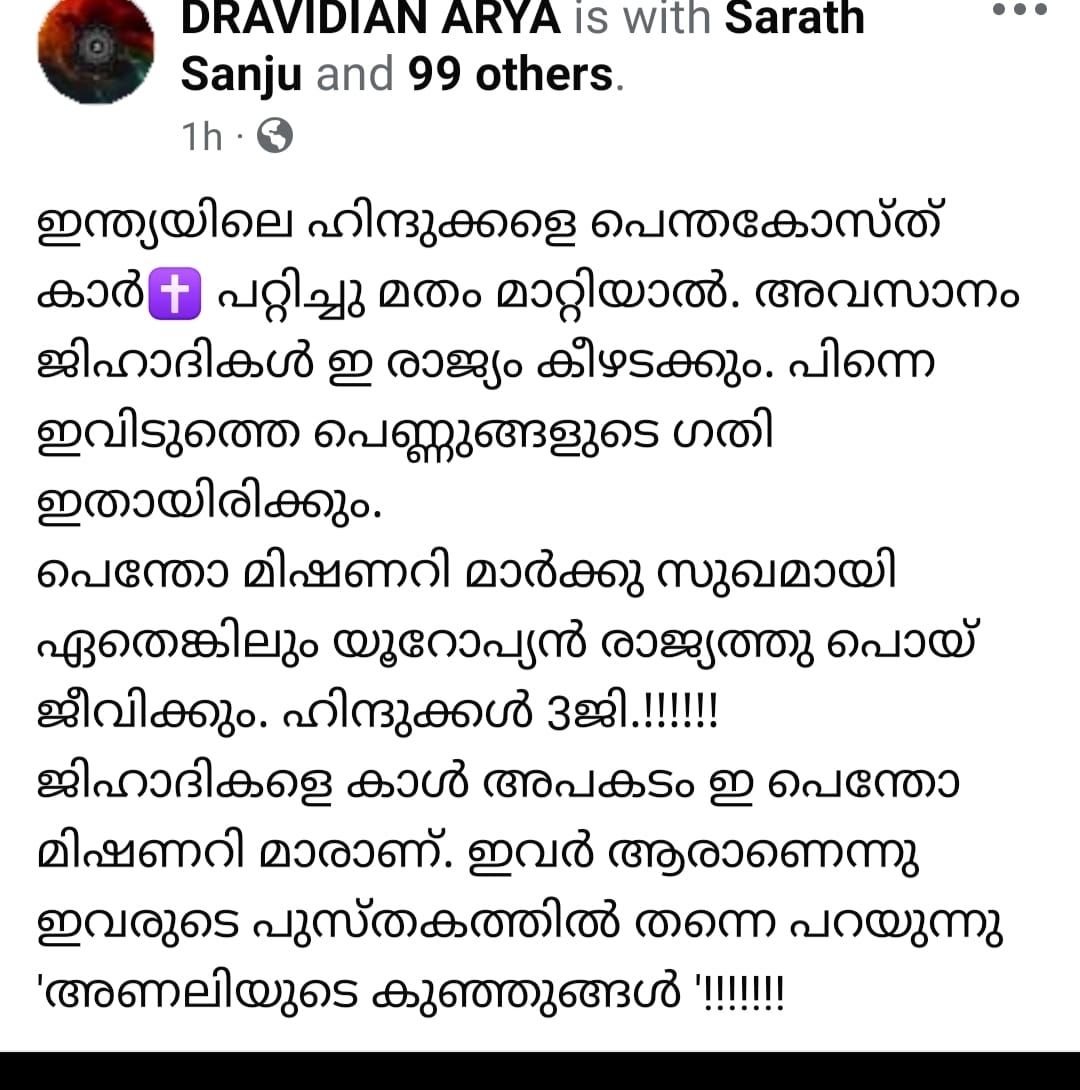 DRAVIDIAN ARYA is with Sarath
Sanju and 99 others.
1h ·
ഇന്ത്യയിലെ ഹിന്ദുക്കളെ പെന്തകോസ്ത്
കാർ✝️ പറ്റിച്ചു മതം മാറ്റിയാൽ. അവസാനം
ജിഹാദികൾ ഇ രാജ്യം കീഴടക്കും. പിന്നെ
ഇവിടുത്തെ പെണ്ണുങ്ങളുടെ ഗതി
ഇതായിരിക്കും.
പെന്തോ മിഷണറി മാർക്കു സുഖമായി
ഏതെങ്കിലും യൂറോപ്യൻ രാജ്യത്തു പൊയ്
ജീവിക്കും. ഹിന്ദുക്കൾ 3ജി.!!!!!!
ജിഹാദികളെ കാൾ അപകടം ഇ പെന്തോ
മിഷണറി മാരാണ്. ഇവർ ആരാണെന്നു
ഇവരുടെ പുസ്തകത്തിൽ തന്നെ പറയുന്നു
'അണലിയുടെ കുഞ്ഞുങ്ങൾ '!!!!!!!